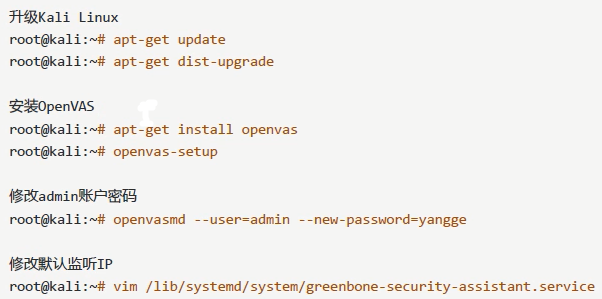 升级Kali Linux
root@kali:~# apt-get update
root@kali:~# apt-get dist-upgrade
安装OpenVAS
root@kali:~# apt-get install openvas
root@kali:~# openvas-setup
修改admin账户密码
root@kali:~# openvasmd --user=admin --new-password=yangge
修改默认监听IP
root@kali:~# vim /lib/systemd/system/greenbone-security-assistant.service